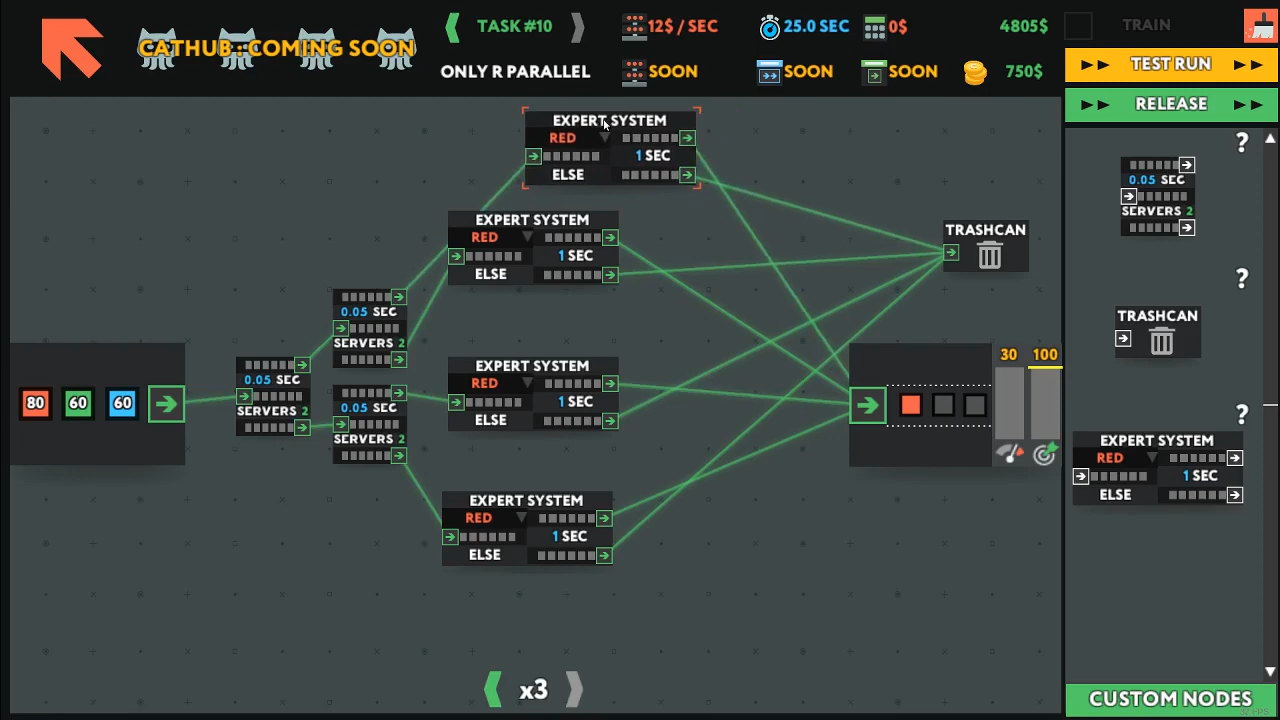 CATHUB : COMING SOON
TASK #10
12$ / SEC
25.0 SEC
0$
4805$
TRAIN
ONLY R PARALLEL
SOON
SOON
SOON
750$
TEST RUN
RELEASE
EXPERT SYSTEM
RED
1 SEC
ELSE
EXPERT SYSTEM
RED
1 SEC
ELSE
TRASHCAN
0.05 SEC
SERVERS 2
0.05 SEC
SERVERS 2
0.05 SEC
SERVERS 2
EXPERT SYSTEM
RED
1 SEC
ELSE
80
60
60
30
100
EXPERT SYSTEM
RED
1 SEC
ELSE
?
0.05 SEC
SERVERS 2
?
TRASHCAN
?
EXPERT SYSTEM
RED
1 SEC
ELSE
x3
CUSTOM NODES